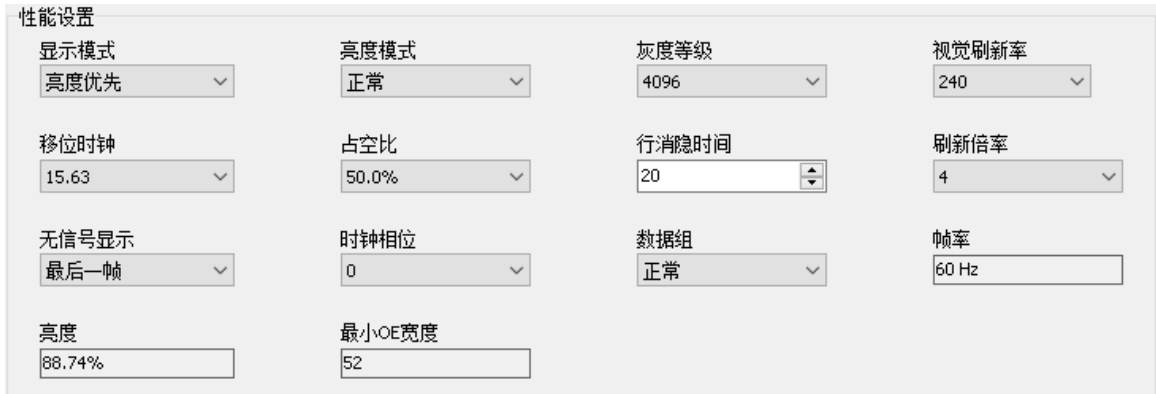 性能设置
显示模式 亮度模式 灰度等级 视觉刷新率
亮度优先 正常 4096 240
移位时钟 占空比 行消隐时间 刷新倍率
15.63 50.0% 20 4
无信号显示 时钟相位 数据组 帧率
最后一帧 0 正常 60 Hz
亮度 最小OE宽度
88.74% 52